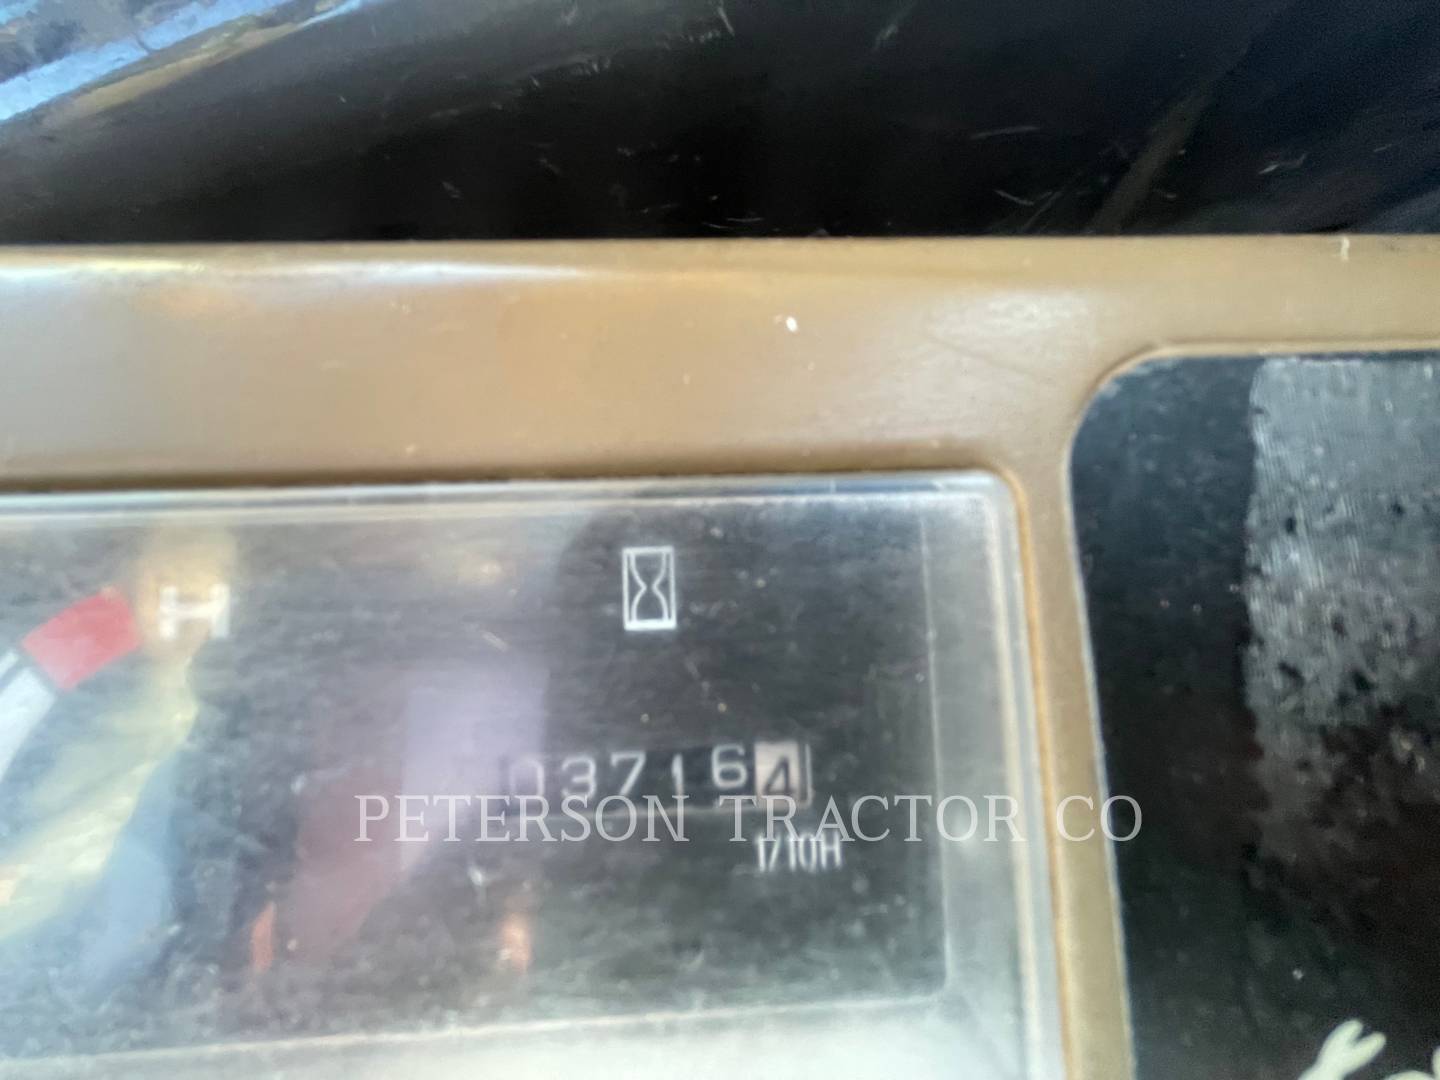 H
037164
PETERSON TRACTOR CO
1/10H